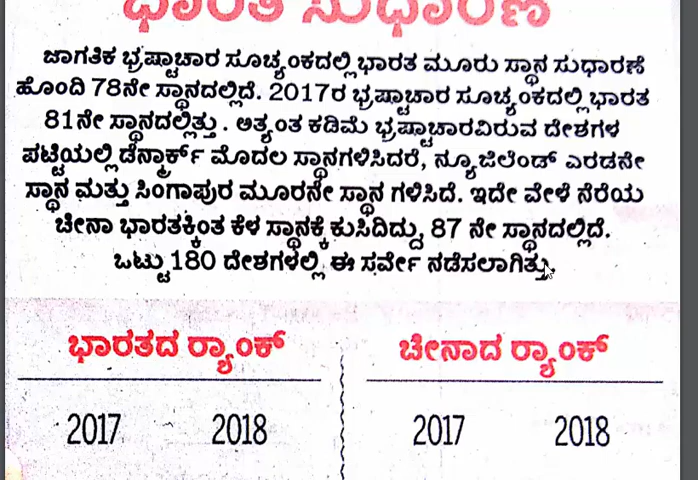 ಭಾರತ ಸುಧಾರಣೆ
ಜಾಗತಿಕ ಭ್ರಷ್ಟಾಚಾರ ಸೂಚ್ಯಂಕದಲ್ಲಿ ಭಾರತ ಮೂರು ಸ್ಥಾನ ಸುಧಾರಣೆ
ಹೊಂದಿ 78ನೇ ಸ್ಥಾನದಲ್ಲಿದೆ. 2017ರ ಭ್ರಷ್ಟಾಚಾರ ಸೂಚ್ಯಂಕದಲ್ಲಿ ಭಾರತ
81ನೇ ಸ್ಥಾನದಲ್ಲಿತ್ತು. ಅತ್ಯಂತ ಕಡಿಮೆ ಭ್ರಷ್ಟಾಚಾರವಿರುವ ದೇಶಗಳ
ಪಟ್ಟಿಯಲ್ಲಿ ಡೆನ್ಮಾರ್ಕ್ ಮೊದಲ ಸ್ಥಾನಗಳಿಸಿದರೆ, ನ್ಯೂಜಿಲೆಂಡ್ ಎರಡನೇ
ಸ್ಥಾನ ಮತ್ತು ಸಿಂಗಾಪುರ ಮೂರನೇ ಸ್ಥಾನ ಗಳಿಸಿದೆ. ಇದೇ ವೇಳೆ ನೆರೆಯ
ಚೀನಾ ಭಾರತಕ್ಕಿಂತ ಕೆಳ ಸ್ಥಾನಕ್ಕೆ ಕುಸಿದಿದ್ದು, 87 ನೇ ಸ್ಥಾನದಲ್ಲಿದೆ.
ಒಟ್ಟು 180 ದೇಶಗಳಲ್ಲಿ ಈ ಸರ್ವೇ ನಡೆಸಲಾಗಿತ್ತು.
ಭಾರತದ ರ‍್ಯಾಂಕ್ ಚೀನಾದ ರ‍್ಯಾಂಕ್
2017 2018 2017 2018